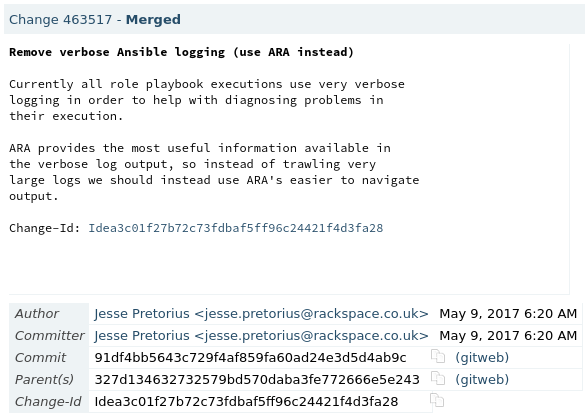 Change 463517 - Merged
Remove verbose Ansible logging (use ARA instead)
Currently all role playbook executions use very verbose
logging in order to help with diagnosing problems in
their execution.
ARA provides the most useful information available in
the verbose log output, so instead of trawling very
large logs we should instead use ARA's easier to navigate
output.
Change-Id: Idea3c01f27b72c73fdbaf5ff96c24421f4d3fa28
Author Jesse Pretorius <jesse.pretorius@rackspace.co.uk> May 9, 2017 6:20 AM
Committer Jesse Pretorius <jesse.pretorius@rackspace.co.uk> May 9, 2017 6:20 AM
Commit 91df4bb5643c729f4af859fa60ad24e3d5d4ab9c (gitweb)
Parent(s) 327d134632732579bd570daba3fe772666e5e243 (gitweb)
Change-Id Idea3c01f27b72c73fdbaf5ff96c24421f4d3fa28